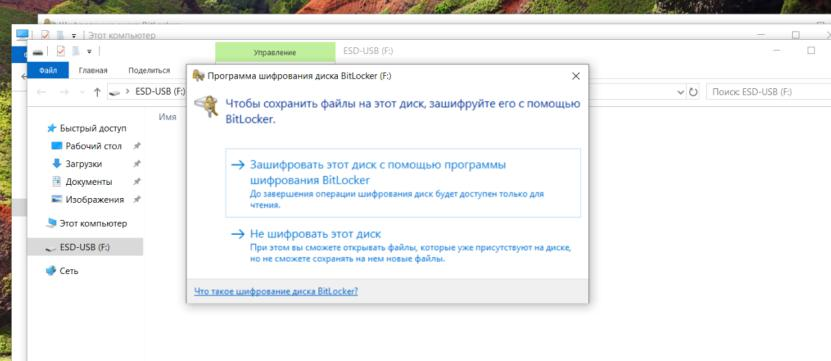 Этот компьютер
Управление
ESD-USB (F:)
Файл
Главная
Поделиться
ESD-USB (F:)
Поиск: ESD-USB (F:)
Имя
Быстрый доступ
Рабочий стол
Загрузки
Документы
Изображения
Этот компьютер
ESD-USB (F:)
Сеть
Программа шифрования диска BitLocker (F:)
Чтобы сохранить файлы на этот диск, зашифруйте его с помощью
BitLocker.
Зашифровать этот диск с помощью программы
шифрования BitLocker
До завершения операции шифрования диск будет доступен только для
чтения.
Не шифровать этот диск
При этом вы сможете открывать файлы, которые уже присутствуют на диске,
но не сможете сохранять на нем новые файлы.
Что такое шифрование диска BitLocker?